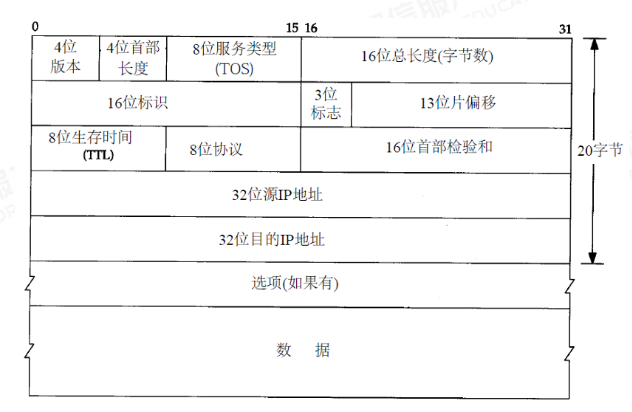 0 15 16 31
4位 4位首部 8位服务类型 16位总长度(字节数)
版本 长度 (TOS)
16位标识 3位 13位片偏移
标志
8位生存时间 8位协议 16位首部检验和
(TTL)
20字节
32位源IP地址
32位目的IP地址
选项(如果有)
数 据